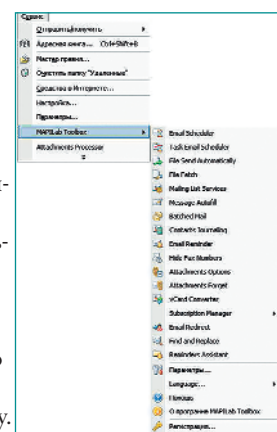 Сервис
Отправить/получить
Адресная книга... Ctrl+Shift+B
Мастер правил...
Очистить папку "Удаленные"
Средства в Интернете...
Настройка...
Параметры...
MAPILab Toolbox
Attachments Processor
Email Scheduler
Task Email Scheduler
File Send Automatically
File Fetch
Mailing List Services
Message Autofill
Batched Mail
Contacts Journaling
Email Reminder
Hide Fax Numbers
Attachments Options
Attachments Forget
vCard Converter
Subscription Manager
Email Redirect
Find and Replace
Reminders Assistant
Параметры...
Language...
Помощь
О программе MAPILab Toolbox
Регистрация...
у.